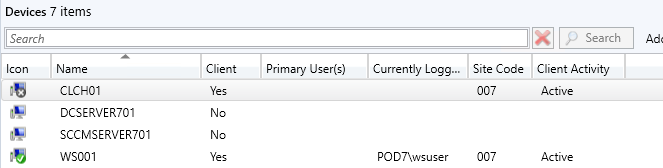 Devices 7 items
Search Search Add
Icon Name Client Primary User(s) Currently Logg... Site Code Client Activity
CLCH01 Yes 007 Active
DCSERVER701 No
SCCMSERVER701 No
WS001 Yes POD7\wsuser 007 Active